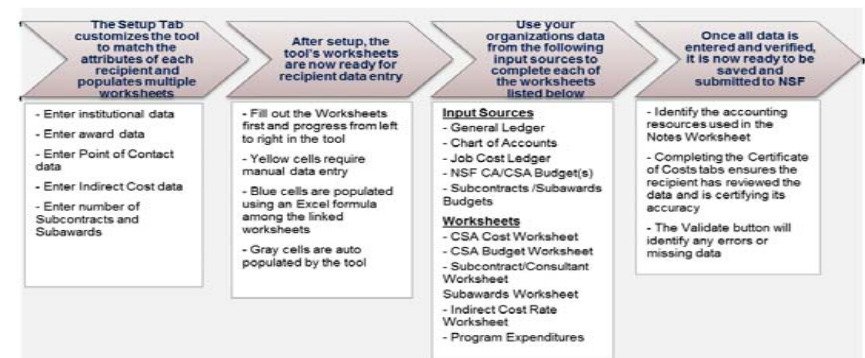 The Setup Tab
customizes the tool
to match the
attributes of each
recipient and
populates multiple
worksheets
- Enter institutional data
- Enter award data
- Enter Point of Contact
data
- Enter Indirect Cost data
- Enter number of
Subcontracts and
Subawards
After setup, the
tool's worksheets
are now ready for
recipient data entry
- Fill out the Worksheets
first and progress from left
to right in the tool
- Yellow cells require
manual data entry
- Blue cells are populated
using an Excel formula
among the linked
worksheets
- Gray cells are auto
populated by the tool
Use your
organizations data
from the following
input sources to
complete each of
the worksheets
listed below
Input Sources
- General Ledger
- Chart of Accounts
- Job Cost Ledger
- NSF CA/CSA Budget(s)
- Subcontracts /Subawards
Budgets
Worksheets
- CSA Cost Worksheet
- CSA Budget Worksheet
- Subcontract/Consultant
Worksheet
Subawards Worksheet
- Indirect Cost Rate
Worksheet
- Program Expenditures
Once all data is
entered and verified,
it is now ready to be
saved and
submitted to NSF
- Identify the accounting
resources used in the
Notes Worksheet
- Completing the Certificate
of Costs tabs ensures the
recipient has reviewed the
data and is certifying its
accuracy
- The Validate button will
identify any errors or
missing data